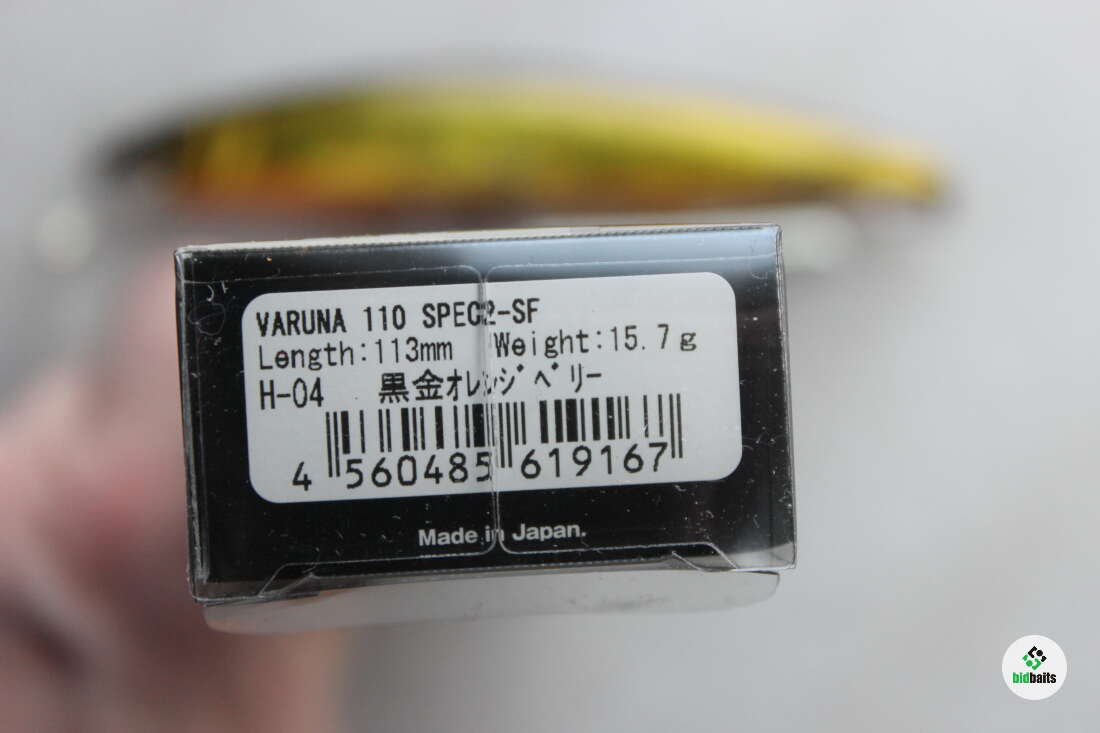 VARUNA 110 SPEC2-SF
Length:113mm Weight:15.7g
H-04 黒金オレンジベリー
4 560485 619167
Made in Japan.
bidbaits